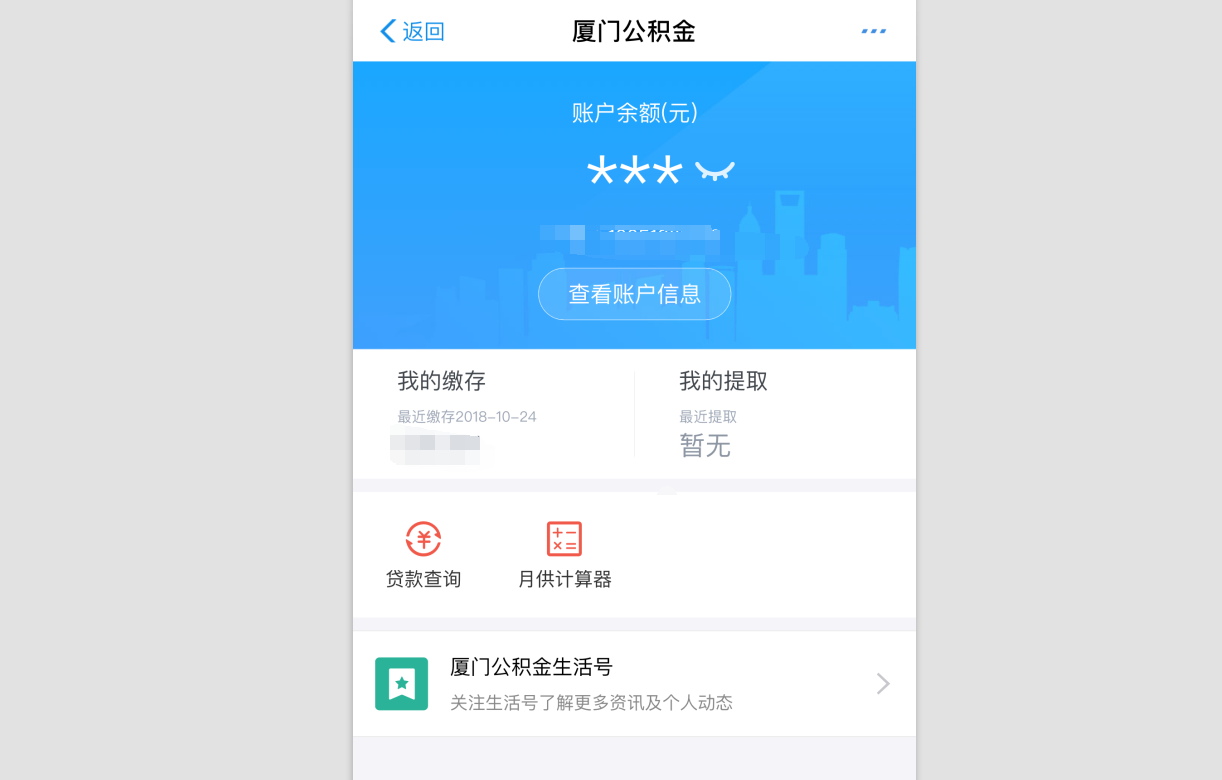 返回
厦门公积金
账户余额(元)
***
查看账户信息
我的缴存
我的提取
最近缴存2018-10-24
最近提取
暂无
贷款查询
月供计算器
厦门公积金生活号
关注生活号了解更多资讯及个人动态